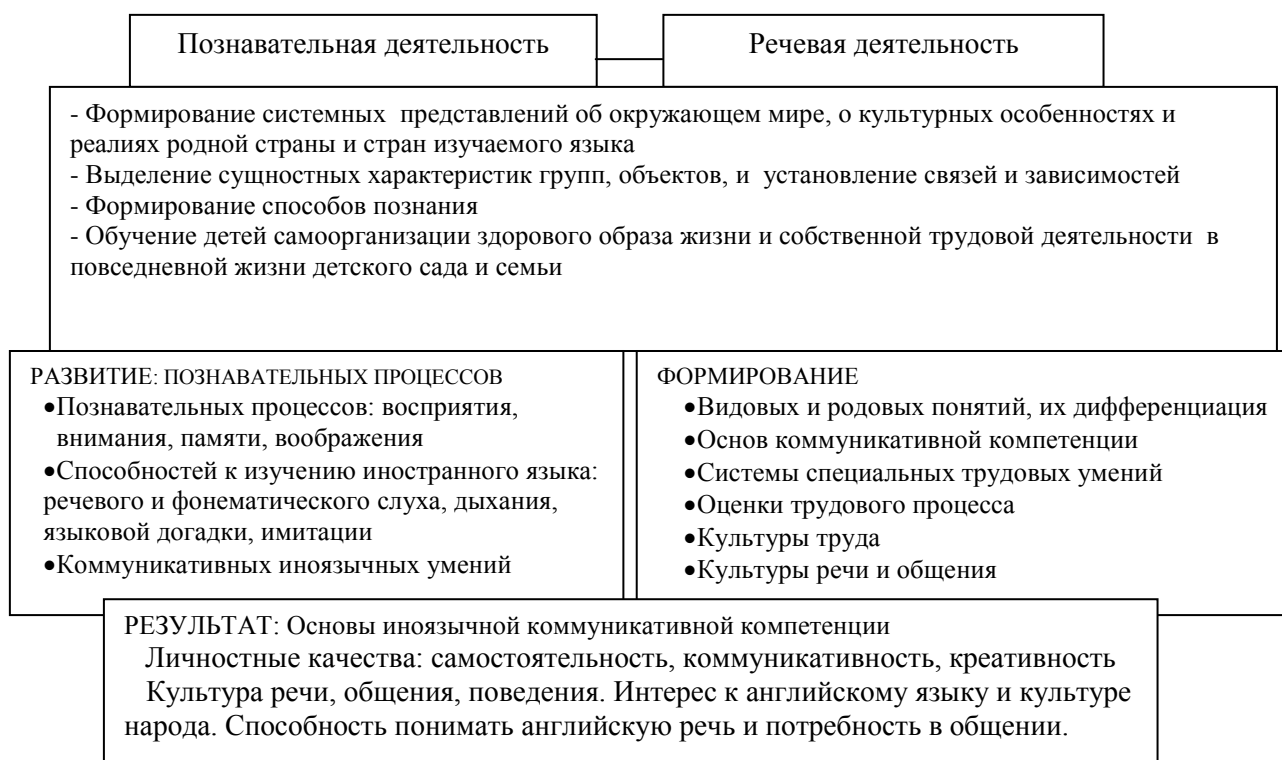 Познавательная деятельность
Речевая деятельность
- Формирование системных представлений об окружающем мире, о культурных особенностях и
реалиях родной страны и стран изучаемого языка
- Выделение сущностных характеристик групп, объектов, и установление связей и зависимостей
- Формирование способов познания
- Обучение детей самоорганизации здорового образа жизни и собственной трудовой деятельности в
повседневной жизни детского сада и семьи
РАЗВИТИЕ: ПОЗНАВАТЕЛЬНЫХ ПРОЦЕССОВ
•Познавательных процессов: восприятия,
внимания, памяти, воображения
•Способностей к изучению иностранного языка:
речевого и фонематического слуха, дыхания,
языковой догадки, имитации
•Коммуникативных иноязычных умений
ФОРМИРОВАНИЕ
•Видовых и родовых понятий, их дифференциация
•Основ коммуникативной компетенции
•Системы специальных трудовых умений
•Оценки трудового процесса
•Культуры труда
•Культуры речи и общения
РЕЗУЛЬТАТ: Основы иноязычной коммуникативной компетенции
Личностные качества: самостоятельность, коммуникативность, креативность
Культура речи, общения, поведения. Интерес к английскому языку и культуре
народа. Способность понимать английскую речь и потребность в общении.